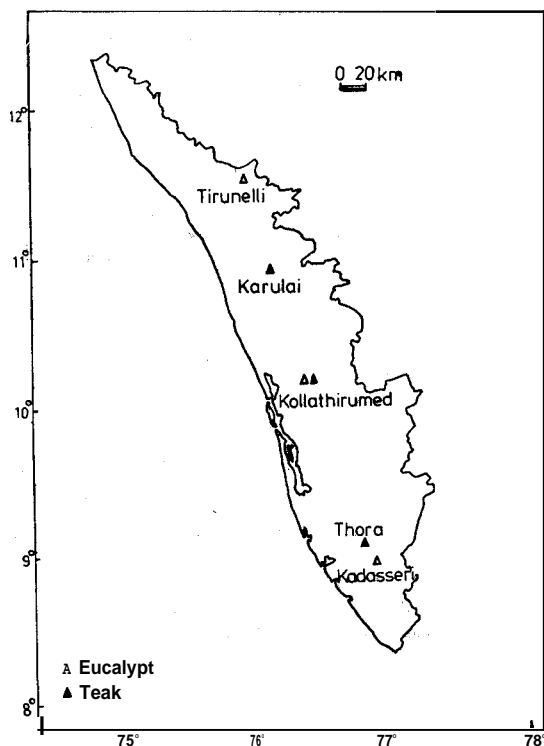 0 20km
12°
Tirunelli
11°
Karulai
10°
Kollathirumed
Thora
9°
Kadasseri
Eucalypt
Teak
8°
75° 76° 77° 78°